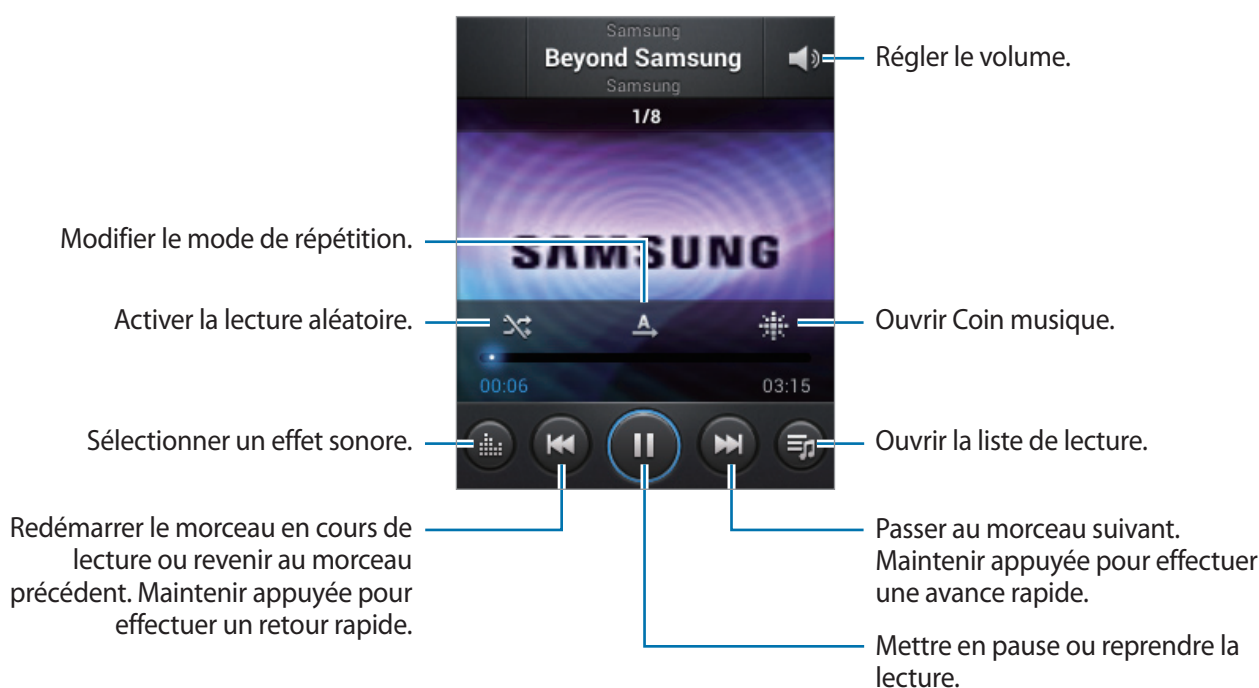 Samsung
Beyond Samsung
Samsung
Régler le volume.
1/8
SAMSUNG
Modifier le mode de répétition.
Activer la lecture aléatoire.
A
Ouvrir Coin musique.
00:06
03:15
Sélectionner un effet sonore.
Ouvrir la liste de lecture.
Redémarrer le morceau en cours de
lecture ou revenir au morceau
précédent. Maintenir appuyée pour
effectuer un retour rapide.
Passer au morceau suivant.
Maintenir appuyée pour effectuer
une avance rapide.
Mettre en pause ou reprendre la
lecture.